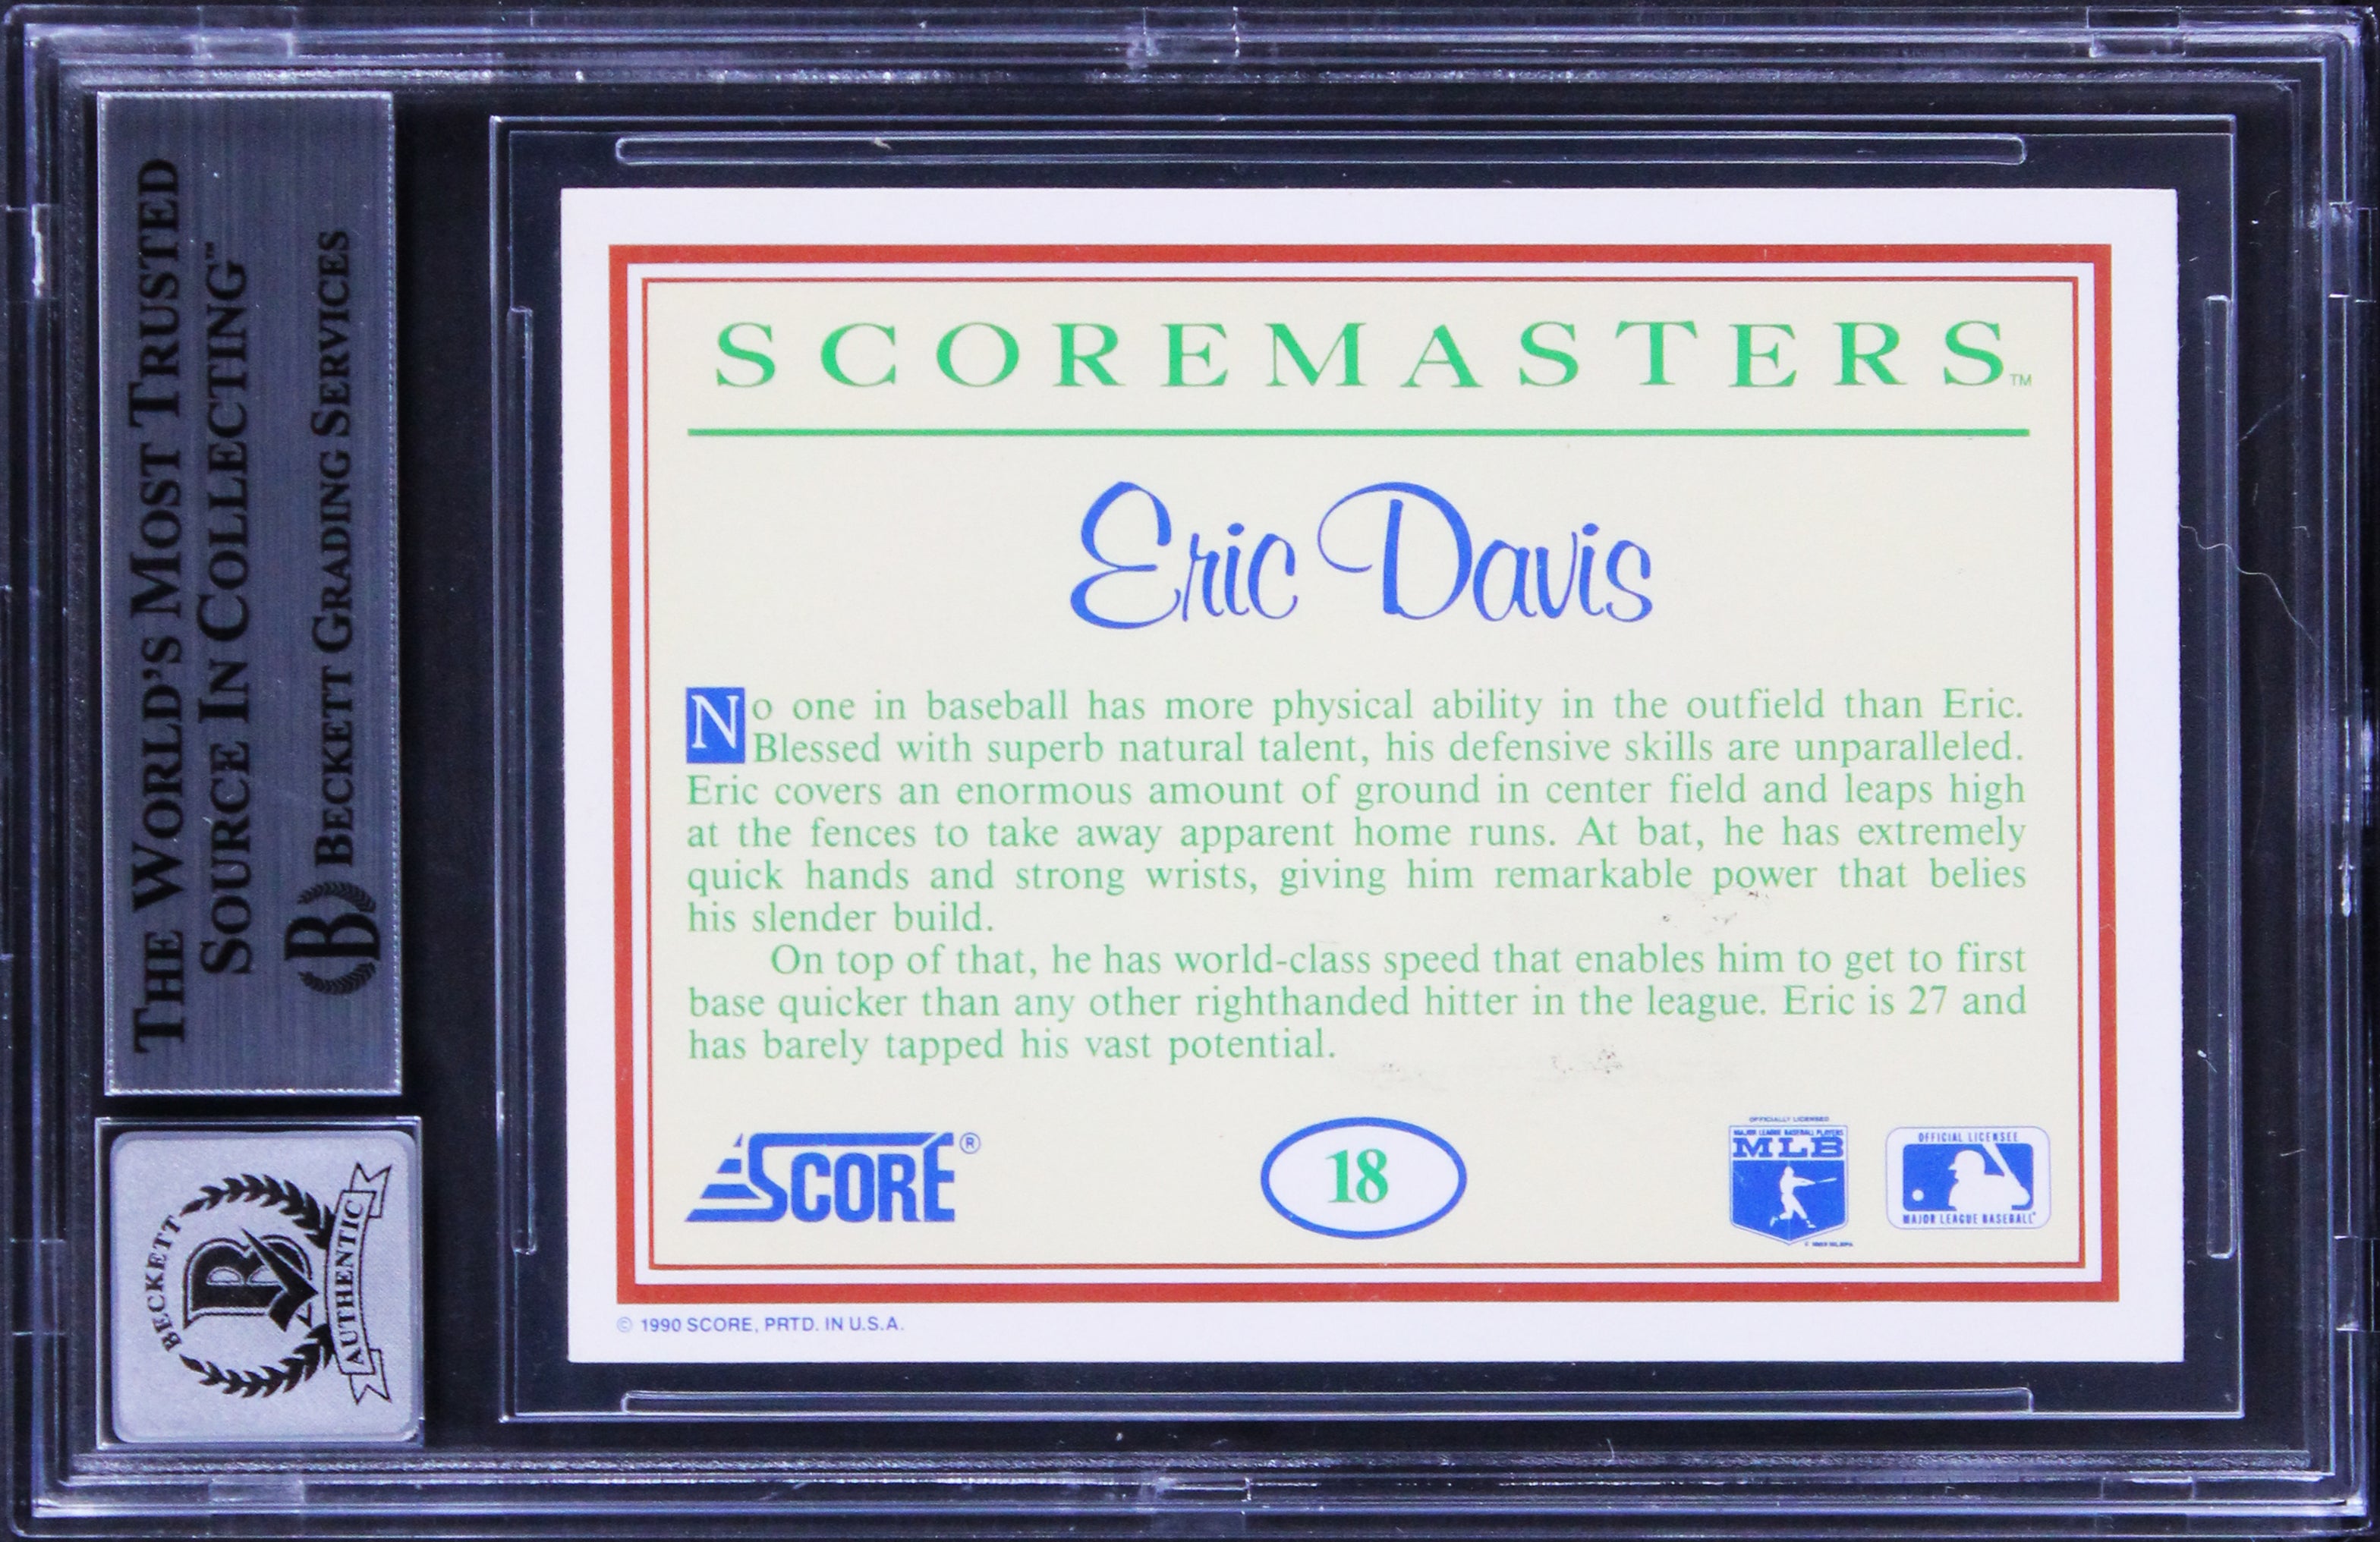 THE WORLD'S MOST TRUSTED
SOURCE IN COLLECTING™
B BECKETT GRADING SERVICES
BECKETT
B
AUTHENTIC
SCOREMASTERS™
Eric Davis
No one in baseball has more physical ability in the outfield than Eric.
Blessed with superb natural talent, his defensive skills are unparalleled.
Eric covers an enormous amount of ground in center field and leaps high
at the fences to take away apparent home runs. At bat, he has extremely
quick hands and strong wrists, giving him remarkable power that belies
his slender build.
On top of that, he has world-class speed that enables him to get to first
base quicker than any other righthanded hitter in the league. Eric is 27 and
has barely tapped his vast potential.
SCORE®
18
OFFICIALLY LICENSED
MAJOR LEAGUE BASEBALL PLAYERS
MLB
OFFICIAL LICENSEE
MAJOR LEAGUE BASEBALL
© 1990 SCORE, PRTD. IN U.S.A.